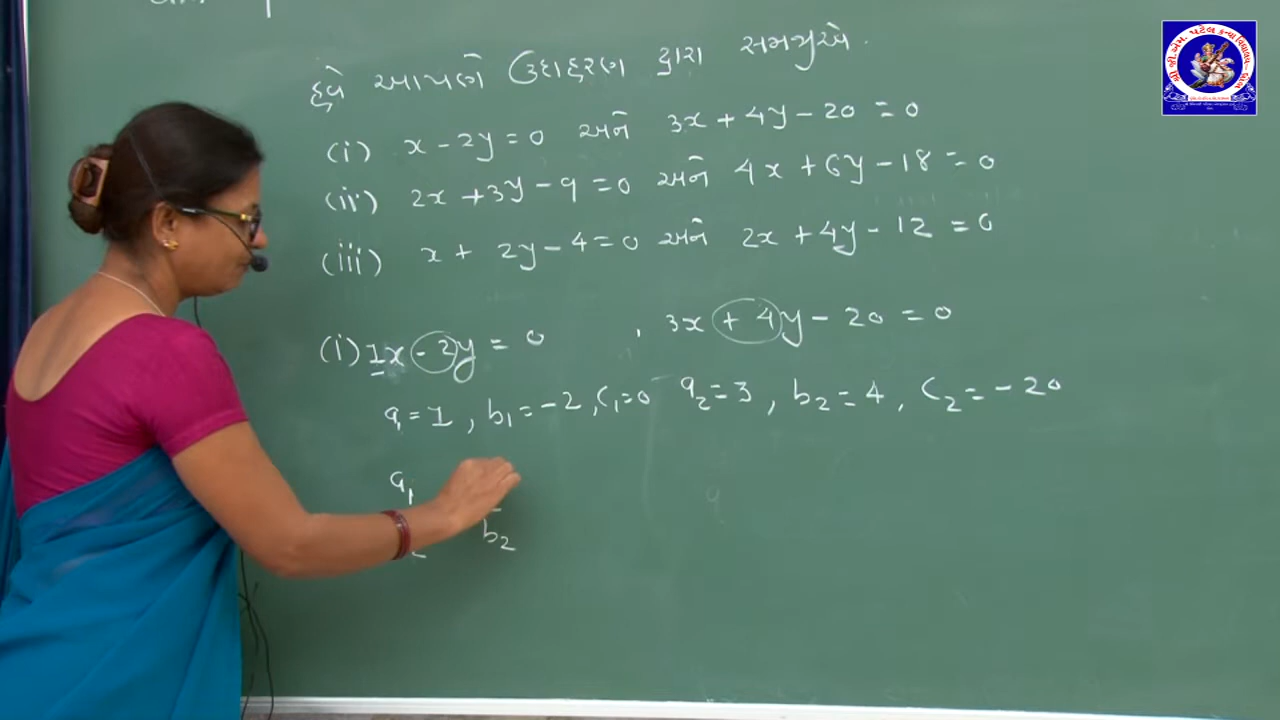 હવે આપણે ઉદાહરણ દ્વારા સમજીએ.
(i) x - 2y = 0 અને 3x + 4y - 20 = 0
(ii) 2x + 3y - 9 = 0 અને 4x + 6y - 18 = 0
(iii) x + 2y - 4 = 0 અને 2x + 4y - 12 = 0
(i) 1x - 2y = 0 , 3x + 4y - 20 = 0
a₁ = 1 , b₁ = -2 , c₁ = 0 a₂ = 3 , b₂ = 4 , c₂ = -20
a₁
2 b₂